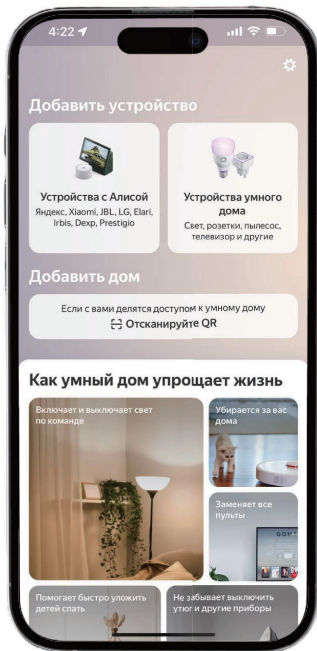 4:22
Добавить устройство
Устройства с Алисой
Яндекс, Xiaomi, JBL, LG, Elari,
Irbis, Dexp, Prestigio
Устройства умного
дома
Свет, розетки, пылесос,
телевизор и другие
Добавить дом
Если с вами делятся доступом к умному дому
Отсканируйте QR
Как умный дом упрощает жизнь
Включает и выключает свет
по команде
Убирается за вас
дома
Заменяет все
пульты
Помогает быстро уложить
детей спать
Не забывает выключить
утюг и другие приборы